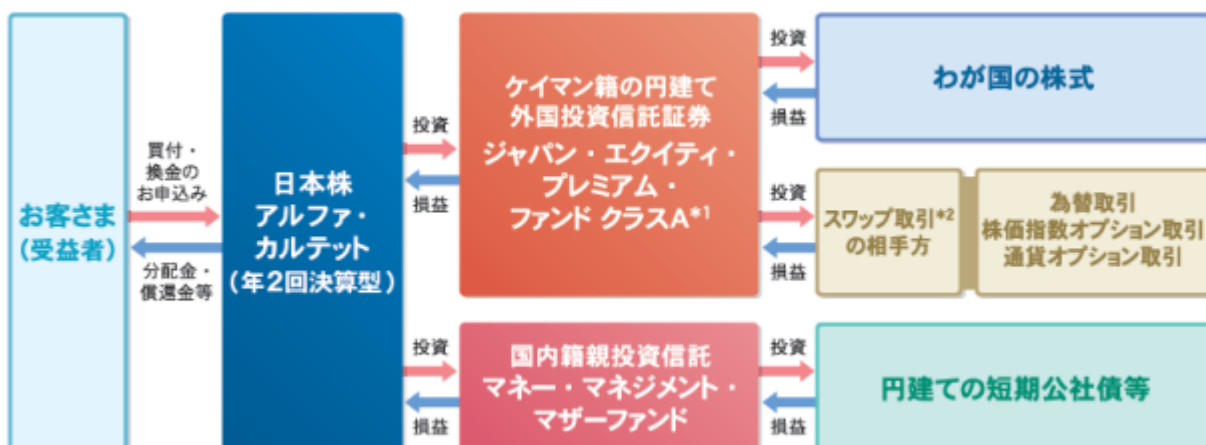 お客さま
(受益者)
買付・
換金の
お申込み
分配金・
償還金等
日本株
アルファ・
カルテット
(年2回決算型)
投資
損益
ケイマン籍の円建て
外国投資信託証券
ジャパン・エクイティ・
プレミアム・
ファンド クラスA*1
投資
損益
わが国の株式
投資
損益
スワップ取引*2
の相手方
為替取引
株価指数オプション取引
通貨オプション取引
投資
損益
国内籍親投資信託
マネー・マネジメント・
マザーファンド
投資
損益
円建ての短期公社債等